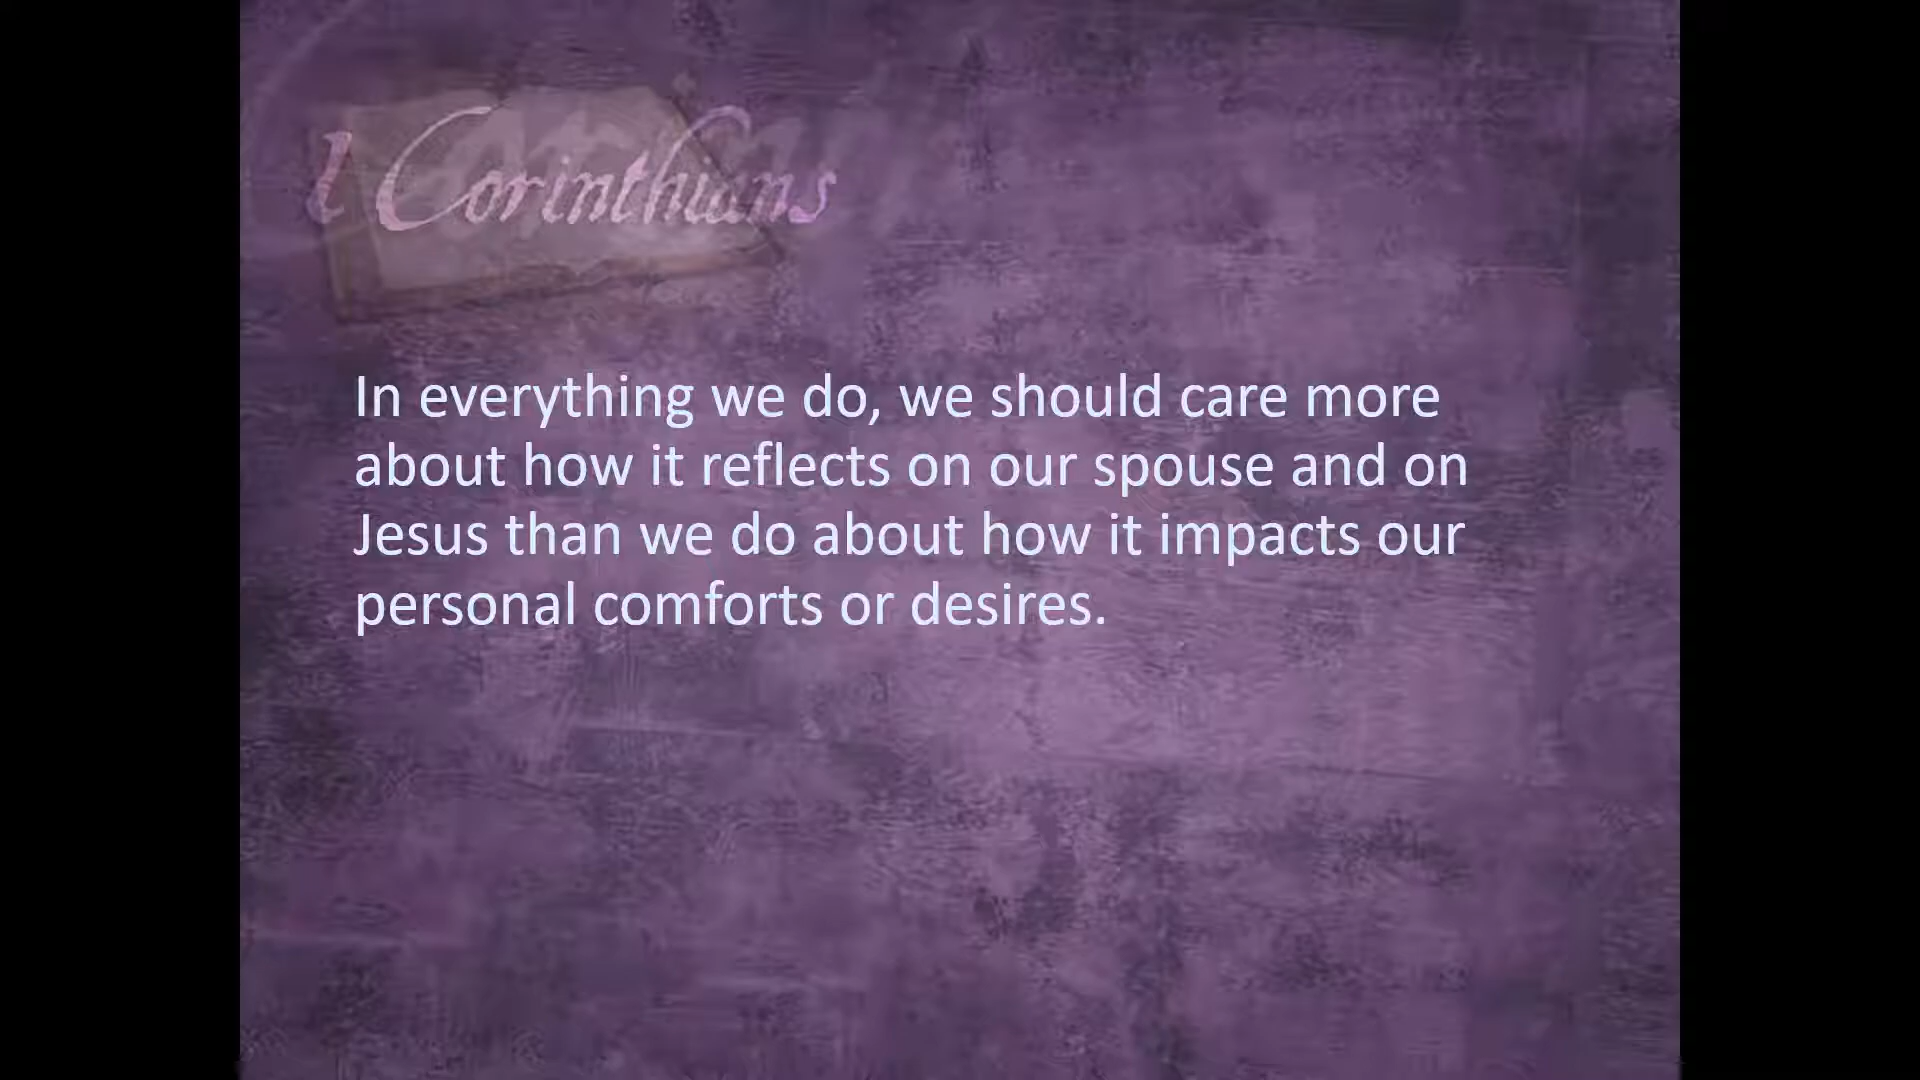 1 Corinthians
In everything we do, we should care more
about how it reflects on our spouse and on
Jesus than we do about how it impacts our
personal comforts or desires.